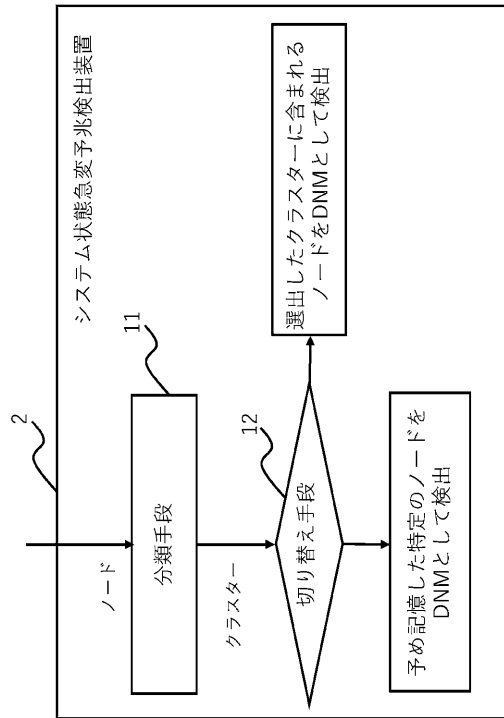 2
システム状態急変予兆検出装置
ノード
11
分類手段
クラスター
12
切り替え手段
選出したクラスターに含まれる
ノードをDNMとして検出
予め記憶した特定のノードを
DNMとして検出